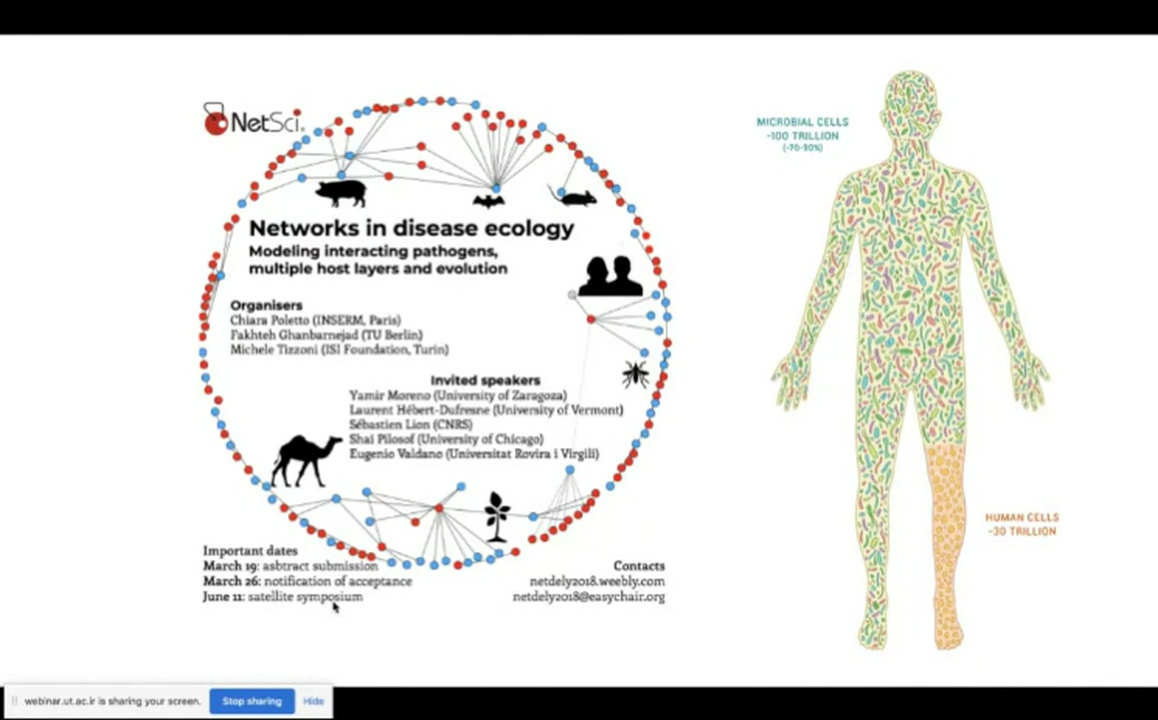 NetSci
Networks in disease ecology
Modeling interacting pathogens,
multiple host layers and evolution
Organisers
Chiara Poletto (INSERM, Paris)
Fakhteh Ghanbarnejad (TU Berlin)
Michele Tizzoni (ISI Foundation, Turin)
Invited speakers
Yamir Moreno (University of Zaragoza)
Laurent Hébert-Dufresne (University of Vermont)
Sébastien Lion (CNRS)
Shai Pilosof (University of Chicago)
Eugenio Valdano (Universitat Rovira i Virgili)
Important dates
March 19: asbtract submission
March 26: notification of acceptance
June 11: satellite symposium
Contacts
netdely2018.weebly.com
netdely2018@easychair.org
MICROBIAL CELLS
~100 TRILLION
(~70-90%)
HUMAN CELLS
~30 TRILLION
webinar.ut.ac.ir is sharing your screen.
Stop sharing
Hide